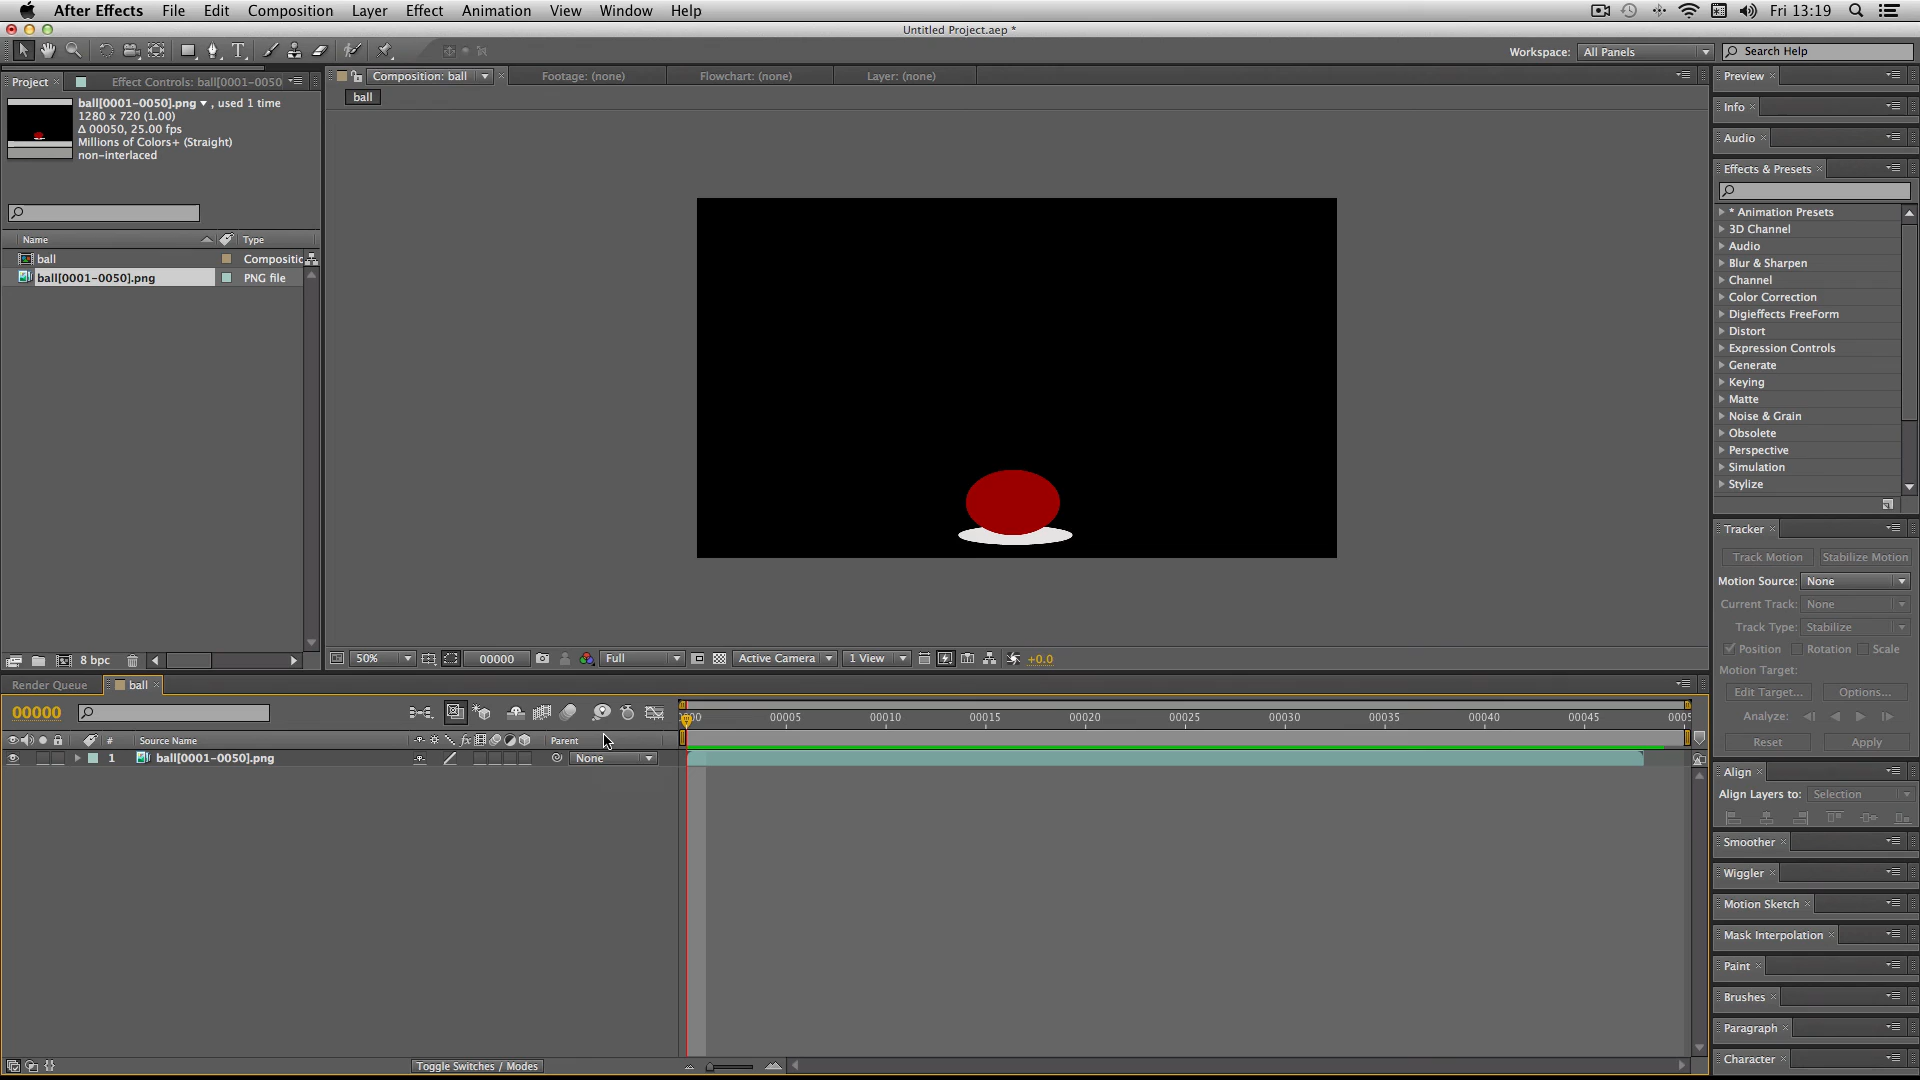 After Effects File Edit Composition Layer Effect Animation View Window Help Fri 13:19
Untitled Project.aep *
T Workspace: All Panels Search Help
Project × Effect Controls: ball[0001-0050] Composition: ball × Footage: (none) Flowchart: (none) Layer: (none) Preview ×
ball
ball[0001-0050].png ▼ , used 1 time
1280 x 720 (1.00)
Δ 00050, 25.00 fps
Millions of Colors+ (Straight)
non-interlaced
Name Type
ball Compositic
ball[0001-0050].png PNG file
8 bpc
50% 00000 Full Active Camera 1 View +0.0
Info ×
Audio ×
Effects & Presets ×
* Animation Presets
3D Channel
Audio
Blur & Sharpen
Channel
Color Correction
Digieffects FreeForm
Distort
Expression Controls
Generate
Keying
Matte
Noise & Grain
Obsolete
Perspective
Simulation
Stylize
Tracker ×
Track Motion Stabilize Motion
Motion Source: None
Current Track: None
Track Type: Stabilize
Position Rotation Scale
Motion Target:
Edit Target... Options...
Analyze:
Reset Apply
Align ×
Align Layers to: Selection
Smoother ×
Wiggler ×
Motion Sketch ×
Mask Interpolation ×
Paint ×
Brushes ×
Paragraph ×
Character ×
Render Queue ball ×
00000 0000 00005 00010 00015 00020 00025 00030 00035 00040 00045 0005
# Source Name fx Parent
1 ball[0001-0050].png None
Toggle Switches / Modes